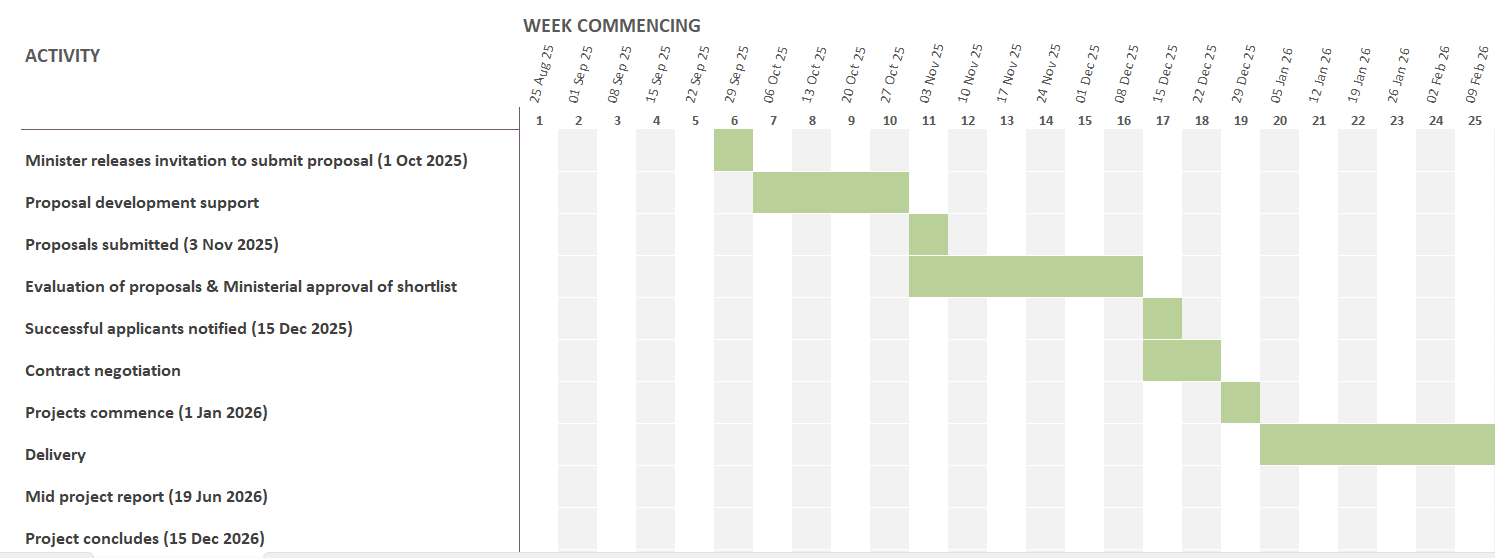 WEEK COMMENCING
ACTIVITY
25 Aug 25 01 Sep 25 08 Sep 25 15 Sep 25 22 Sep 25 29 Sep 25 06 Oct 25 13 Oct 25 20 Oct 25 27 Oct 25 03 Nov 25 10 Nov 25 17 Nov 25 24 Nov 25 01 Dec 25 08 Dec 25 15 Dec 25 22 Dec 25 29 Dec 25 05 Jan 26 12 Jan 26 19 Jan 26 26 Jan 26 02 Feb 26 09 Feb 26
1 2 3 4 5 6 7 8 9 10 11 12 13 14 15 16 17 18 19 20 21 22 23 24 25
Minister releases invitation to submit proposal (1 Oct 2025)
Proposal development support
Proposals submitted (3 Nov 2025)
Evaluation of proposals & Ministerial approval of shortlist
Successful applicants notified (15 Dec 2025)
Contract negotiation
Projects commence (1 Jan 2026)
Delivery
Mid project report (19 Jun 2026)
Project concludes (15 Dec 2026)